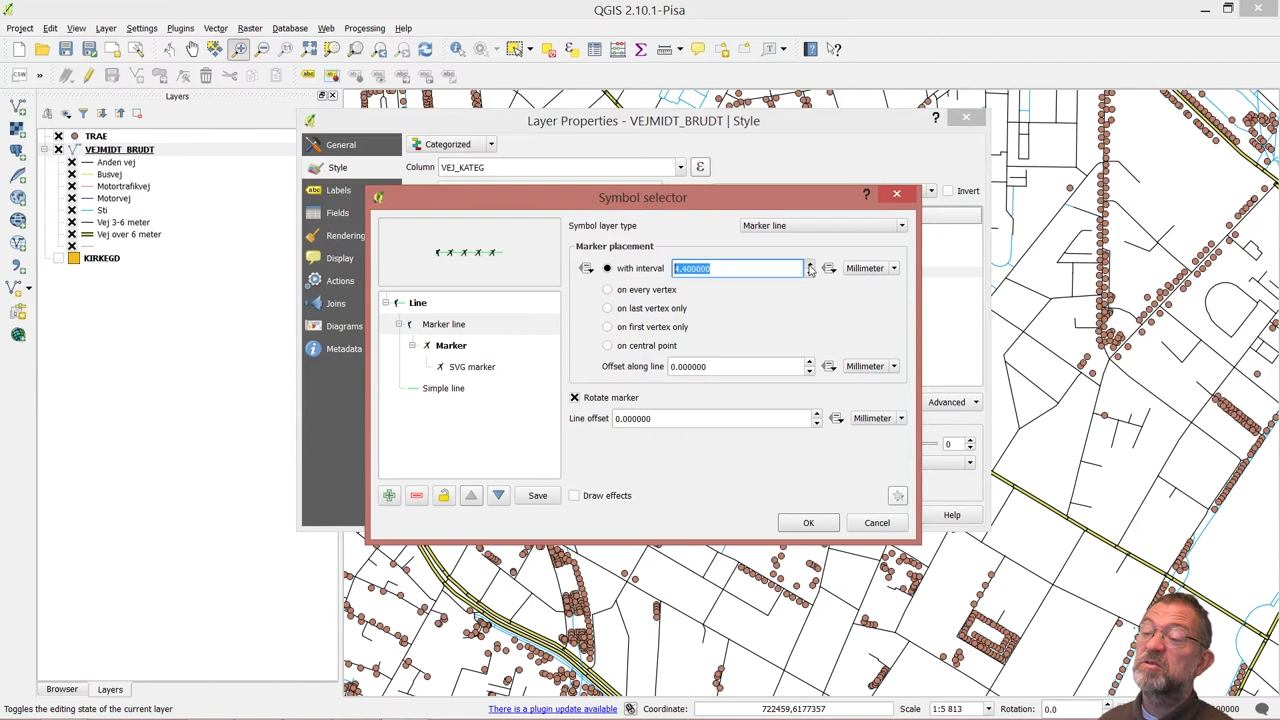 QGIS 2.10.1-Pisa
Project Edit View Layer Settings Plugins Vector Raster Database Web Processing Help
CSW »
Layers
TRAE
VEJMIDT_BRUDT
Anden vej
Busvej
Motortrafikvej
Motorvej
Sti
Vej 3-6 meter
Vej over 6 meter
KIRKEGD
Layer Properties - VEJMIDT_BRUDT | Style
General
Style
Labels
Fields
Rendering
Display
Actions
Joins
Diagrams
Metadata
Categorized
Column VEJ_KATEG
Invert
Advanced
0
Help
Symbol selector
Symbol layer type Marker line
Marker placement
with interval 4.400000 Millimeter
on every vertex
on last vertex only
on first vertex only
on central point
Offset along line 0.000000 Millimeter
Rotate marker
Line offset 0.000000 Millimeter
Line
Marker line
Marker
SVG marker
Simple line
Save
Draw effects
OK Cancel
Browser Layers
Toggles the editing state of the current layer
There is a plugin update available
Coordinate: 722459,6177357
Scale 1:5 813
Rotation: 0.0